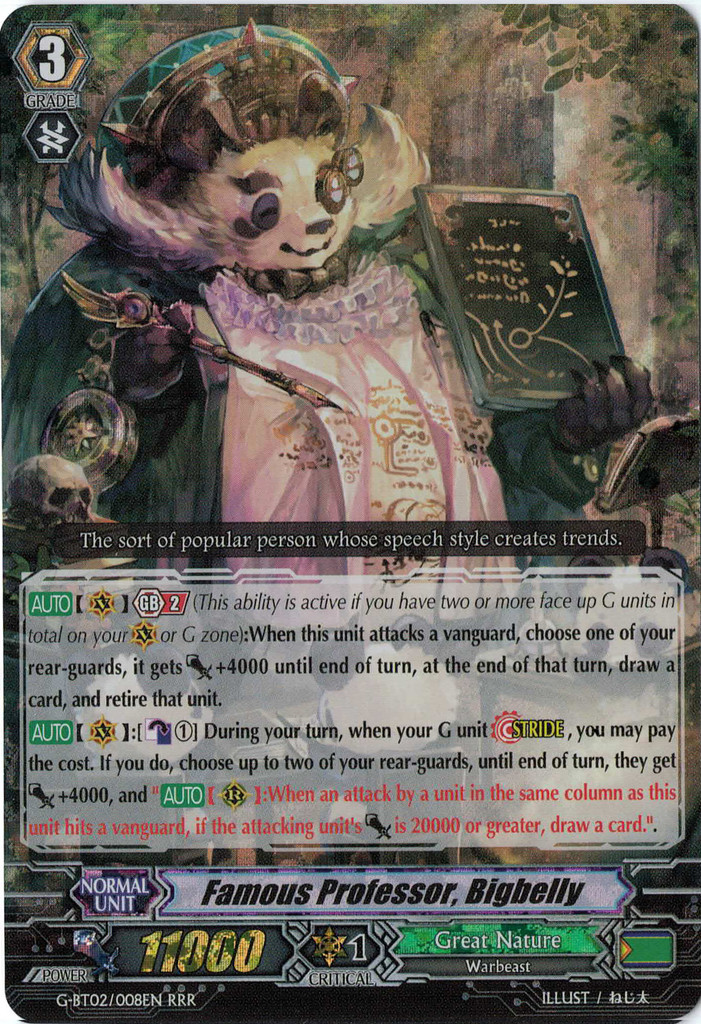 3
GRADE
The sort of popular person whose speech style creates trends.
AUTO【 】GB 2 (This ability is active if you have two or more face up G units in
total on your or G zone):When this unit attacks a vanguard, choose one of your
rear-guards, it gets +4000 until end of turn, at the end of that turn, draw a
card, and retire that unit.
AUTO【 】:[ ①] During your turn, when your G unit STRIDE, you may pay
the cost. If you do, choose up to two of your rear-guards, until end of turn, they get
+4000, and "AUTO【 R 】:When an attack by a unit in the same column as this
unit hits a vanguard, if the attacking unit's is 20000 or greater, draw a card.".
NORMAL
UNIT
Famous Professor, Bigbelly
POWER 11000
1
CRITICAL
Great Nature
Warbeast
G-BT02/008EN RRR
ILLUST / ねじ太